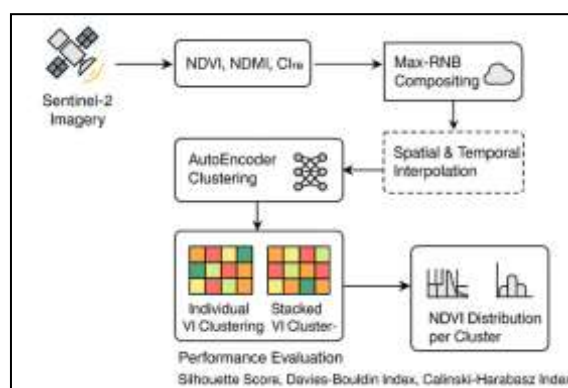 Sentinel-2
Imagery
NDVI, NDMI, CIre
Max-RNB
Compositing
Spatial & Temporal
Interpolation
AutoEncoder
Clustering
Individual
VI Clustering
Stacked
VI Cluster-
NDVI Distribution
per Cluster
Performance Evaluation
Silhouette Score, Davies-Bouldin Index, Calinski-Harabasz Index